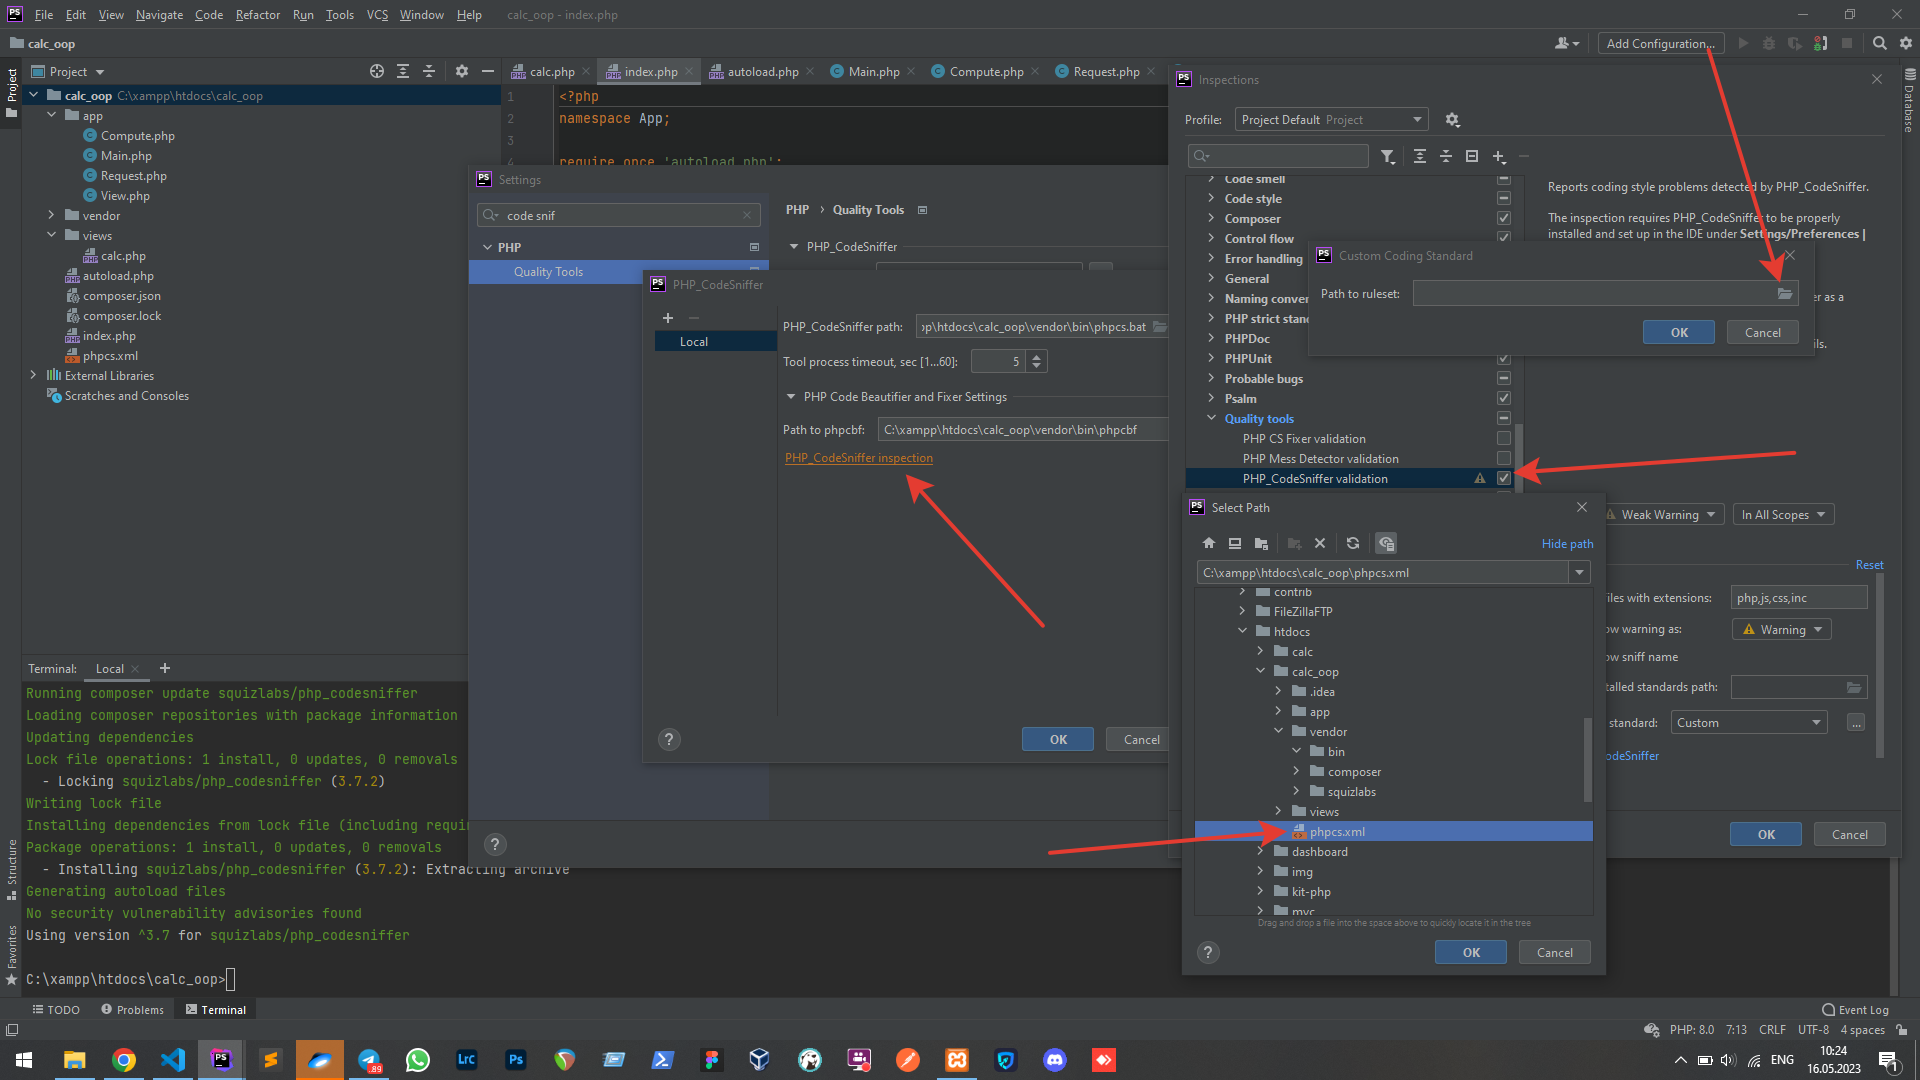 File Edit View Navigate Code Refactor Run Tools VCS Window Help calc_oop - index.php
calc_oop
Add Configuration...
Project
calc.php index.php autoload.php Main.php Compute.php Request.php
Project
Database
Structure
Favorites
calc_oop C:\xampp\htdocs\calc_oop
app
Compute.php
Main.php
Request.php
View.php
vendor
views
calc.php
autoload.php
composer.json
composer.lock
index.php
phpcs.xml
External Libraries
Scratches and Consoles
1 <?php
2 namespace App;
3
4 require_once 'autoload.php';
Settings
code snif
PHP
Quality Tools
PHP › Quality Tools
PHP_CodeSniffer
PHP_CodeSniffer
Local
PHP_CodeSniffer path: op\htdocs\calc_oop\vendor\bin\phpcs.bat
Tool process timeout, sec [1...60]: 5
PHP Code Beautifier and Fixer Settings
Path to phpcbf: C:\xampp\htdocs\calc_oop\vendor\bin\phpcbf
PHP_CodeSniffer inspection
? OK Cancel
?
Inspections
Profile: Project Default Project
Code smell
Code style
Composer
Control flow
Error handling
General
Naming conven
PHP strict stan
PHPDoc
PHPUnit
Probable bugs
Psalm
Quality tools
PHP CS Fixer validation
PHP Mess Detector validation
PHP_CodeSniffer validation
Reports coding style problems detected by PHP_CodeSniffer.
The inspection requires PHP_CodeSniffer to be properly
installed and set up in the IDE under Settings/Preferences |
er as a
ls.
Custom Coding Standard
Path to ruleset:
OK Cancel
Weak Warning In All Scopes
Reset
iles with extensions: php,js,css,inc
ow warning as: Warning
ow sniff name
talled standards path:
standard: Custom ...
odeSniffer
OK Cancel
Select Path
Hide path
C:\xampp\htdocs\calc_oop\phpcs.xml
contrib
FileZillaFTP
htdocs
calc
calc_oop
.idea
app
vendor
bin
composer
squizlabs
views
phpcs.xml
dashboard
img
kit-php
mvc
Drag and drop a file into the space above to quickly locate it in the tree
? OK Cancel
Terminal: Local
Running composer update squizlabs/php_codesniffer
Loading composer repositories with package information
Updating dependencies
Lock file operations: 1 install, 0 updates, 0 removals
- Locking squizlabs/php_codesniffer (3.7.2)
Writing lock file
Installing dependencies from lock file (including requi
Package operations: 1 install, 0 updates, 0 removals
- Installing squizlabs/php_codesniffer (3.7.2): Extracting archive
Generating autoload files
No security vulnerability advisories found
Using version ^3.7 for squizlabs/php_codesniffer
C:\xampp\htdocs\calc_oop>
TODO Problems Terminal Event Log
PHP: 8.0 7:13 CRLF UTF-8 4 spaces
PS .89 Lrc Ps
ENG
10:24
16.05.2023
1